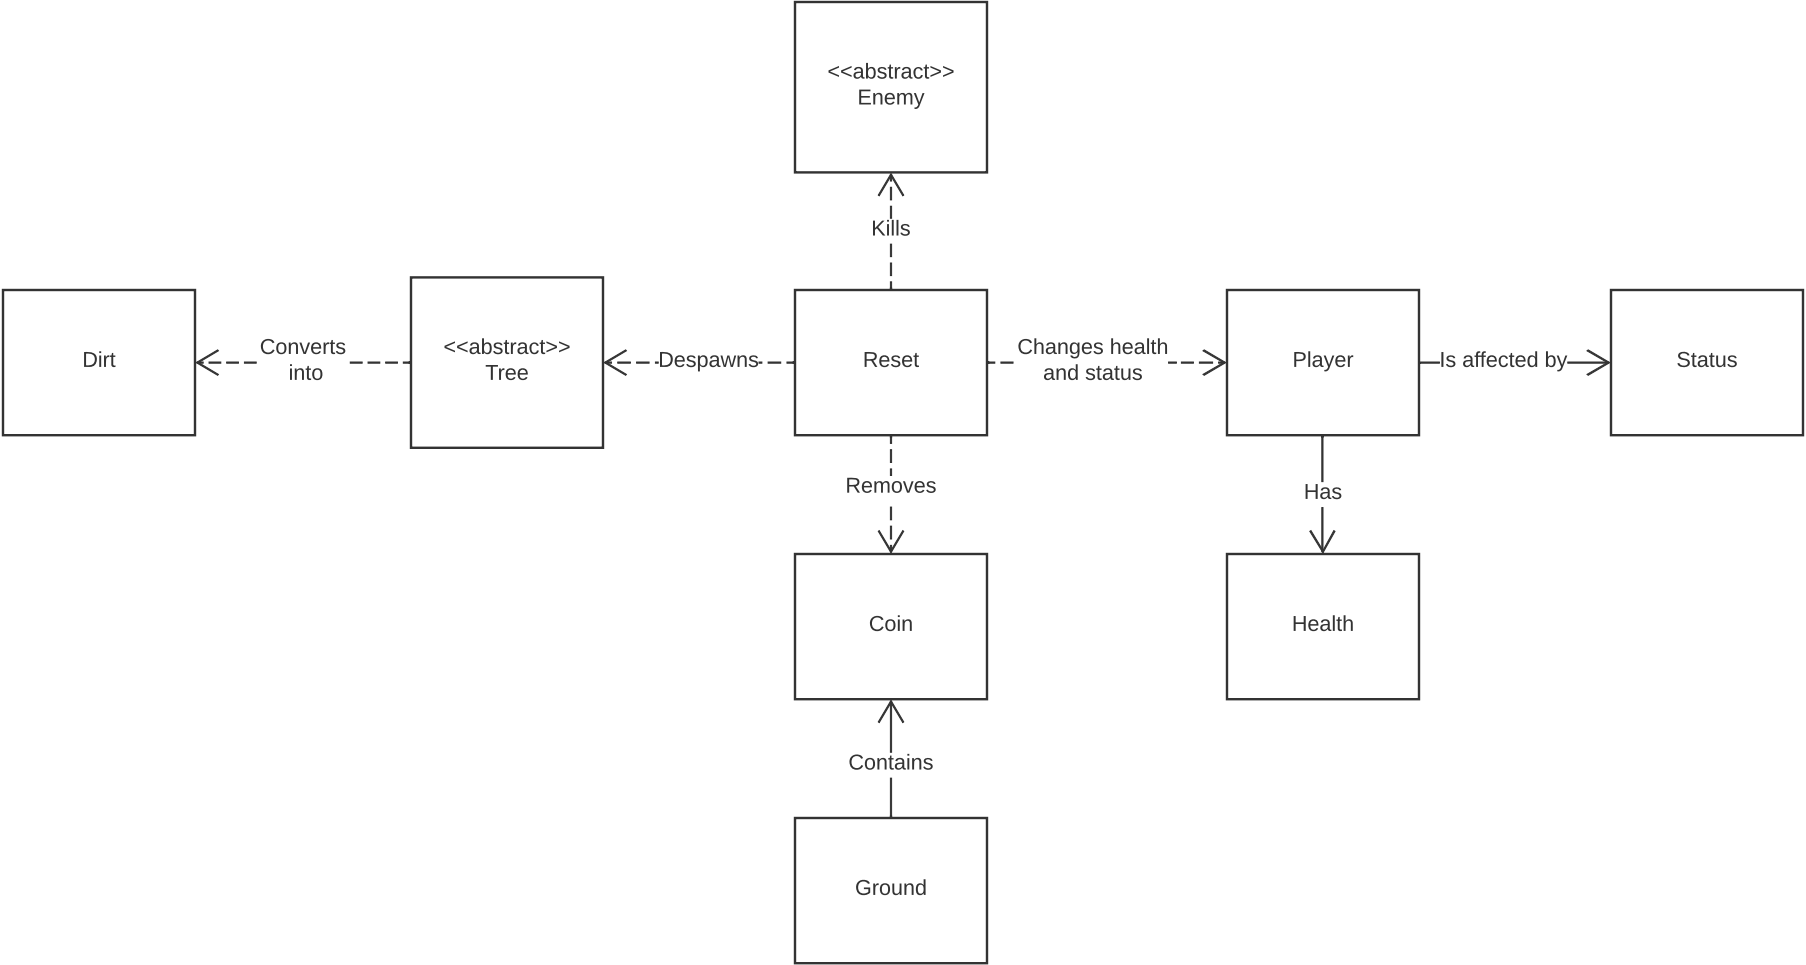 <<abstract>>
Enemy
Kills
Dirt
Converts
into
<<abstract>>
Tree
Despawns
Reset
Changes health
and status
Player
Is affected by
Status
Removes
Has
Coin
Health
Contains
Ground